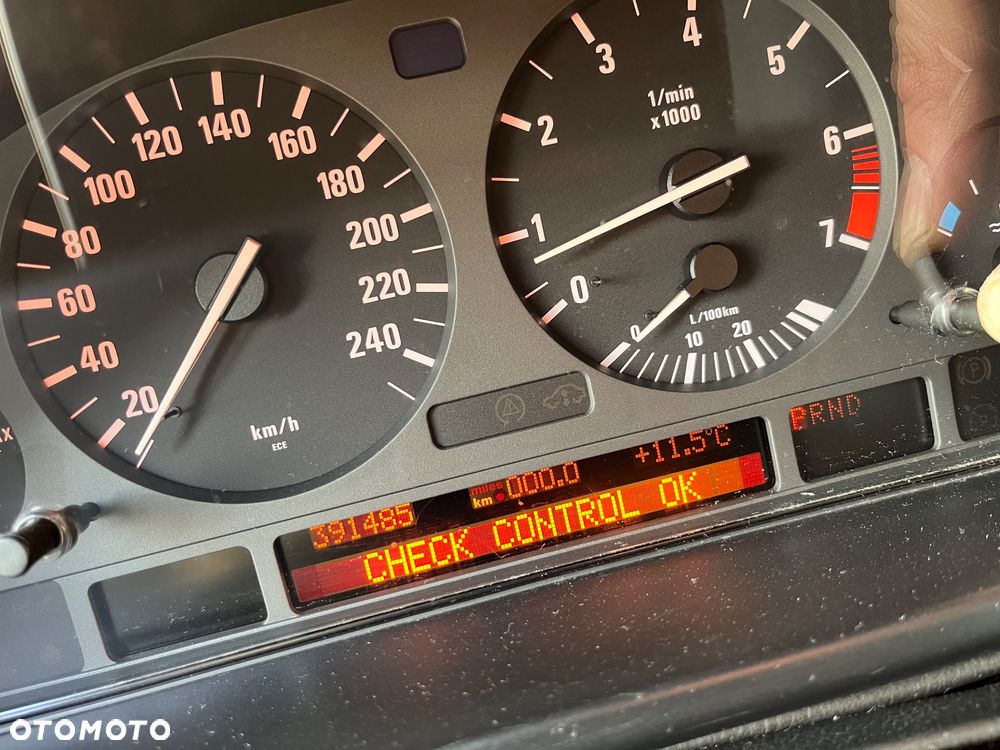 20
40
60
80
100
120
140
160
180
200
220
240
km/h
ECE
0
1
2
3
4
5
6
7
1/min
x1000
0
10
20
L/100km
391485
miles
km
000.0
+11.5°C
CHECK CONTROL OK
PRND
P
OTOMOTO